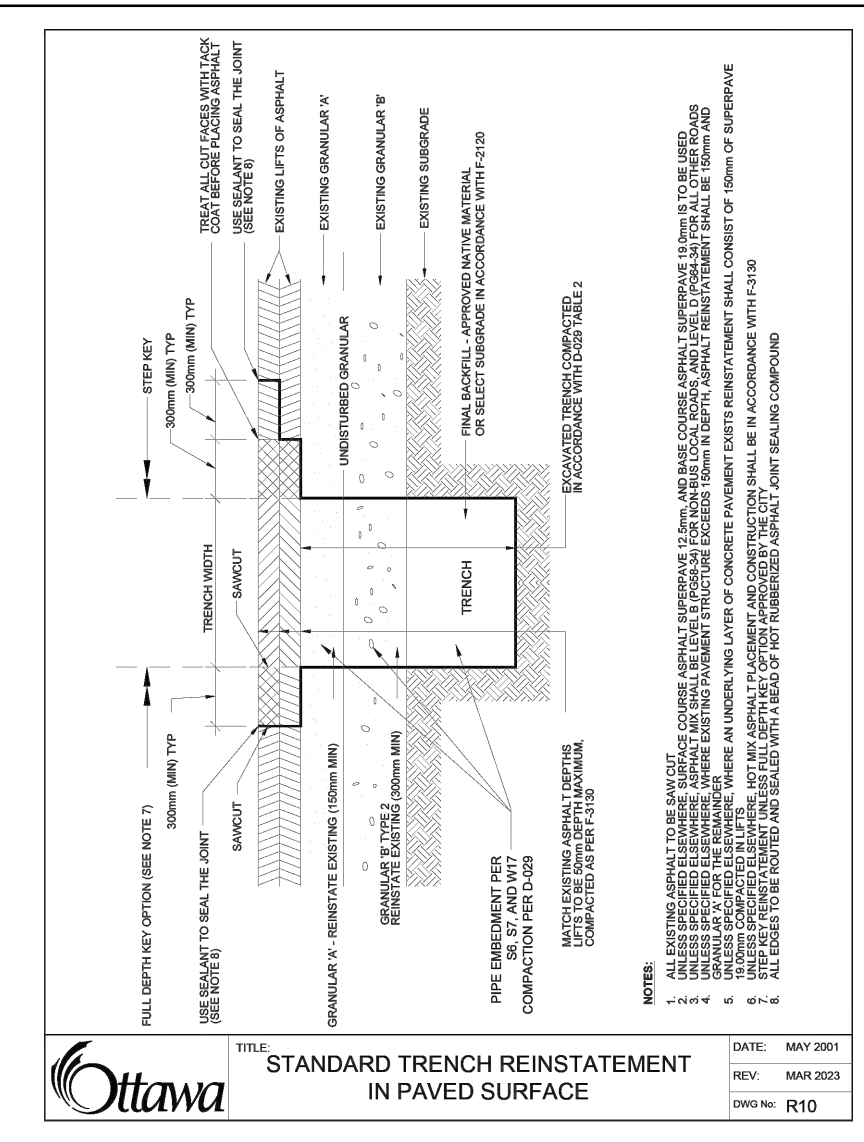 FULL DEPTH KEY OPTION (SEE NOTE 7)
STEP KEY
300mm (MIN) TYP
TRENCH WIDTH
300mm (MIN) TYP
300mm (MIN) TYP
USE SEALANT TO SEAL THE JOINT
(SEE NOTE 8)
SAWCUT
SAWCUT
TREAT ALL CUT FACES WITH TACK
COAT BEFORE PLACING ASPHALT
USE SEALANT TO SEAL THE JOINT
(SEE NOTE 8)
EXISTING LIFTS OF ASPHALT
GRANULAR 'A' - REINSTATE EXISTING (150mm MIN)
UNDISTURBED GRANULAR
EXISTING GRANULAR 'A'
GRANULAR 'B' TYPE 2
REINSTATE EXISTING (300mm MIN)
EXISTING GRANULAR 'B'
EXISTING SUBGRADE
TRENCH
FINAL BACKFILL - APPROVED NATIVE MATERIAL
OR SELECT SUBGRADE IN ACCORDANCE WITH F-2120
PIPE EMBEDMENT PER
S6, S7, AND W17
COMPACTION PER D-029
MATCH EXISTING ASPHALT DEPTHS
LIFTS TO BE 50mm DEPTH MAXIMUM,
COMPACTED AS PER F-3130
EXCAVATED TRENCH COMPACTED
IN ACCORDANCE WITH D-029 TABLE 2
NOTES:
1. ALL EXISTING ASPHALT TO BE SAW CUT
2. UNLESS SPECIFIED ELSEWHERE, SURFACE COURSE ASPHALT SUPERPAVE 12.5mm, AND BASE COURSE ASPHALT SUPERPAVE 19.0mm IS TO BE USED
3. UNLESS SPECIFIED ELSEWHERE, ASPHALT MIX SHALL BE LEVEL B (PG58-34) FOR NON-BUS LOCAL ROADS, AND LEVEL D (PG64-34) FOR ALL OTHER ROADS
4. UNLESS SPECIFIED ELSEWHERE, WHERE EXISTING PAVEMENT STRUCTURE EXCEEDS 150mm IN DEPTH, ASPHALT REINSTATEMENT SHALL BE 150mm AND
GRANULAR 'A' FOR THE REMAINDER
5. UNLESS SPECIFIED ELSEWHERE, WHERE AN UNDERLYING LAYER OF CONCRETE PAVEMENT EXISTS REINSTATEMENT SHALL CONSIST OF 150mm OF SUPERPAVE
19.00mm COMPACTED IN LIFTS
6. UNLESS SPECIFIED ELSEWHERE, HOT MIX ASPHALT PLACEMENT AND CONSTRUCTION SHALL BE IN ACCORDANCE WITH F-3130
7. STEP KEY REINSTATEMENT UNLESS FULL DEPTH KEY OPTION APPROVED BY THE CITY
8. ALL EDGES TO BE ROUTED AND SEALED WITH A BEAD OF HOT RUBBERIZED ASPHALT JOINT SEALING COMPOUND
Ottawa
TITLE:
STANDARD TRENCH REINSTATEMENT
IN PAVED SURFACE
DATE: MAY 2001
REV: MAR 2023
DWG No: R10